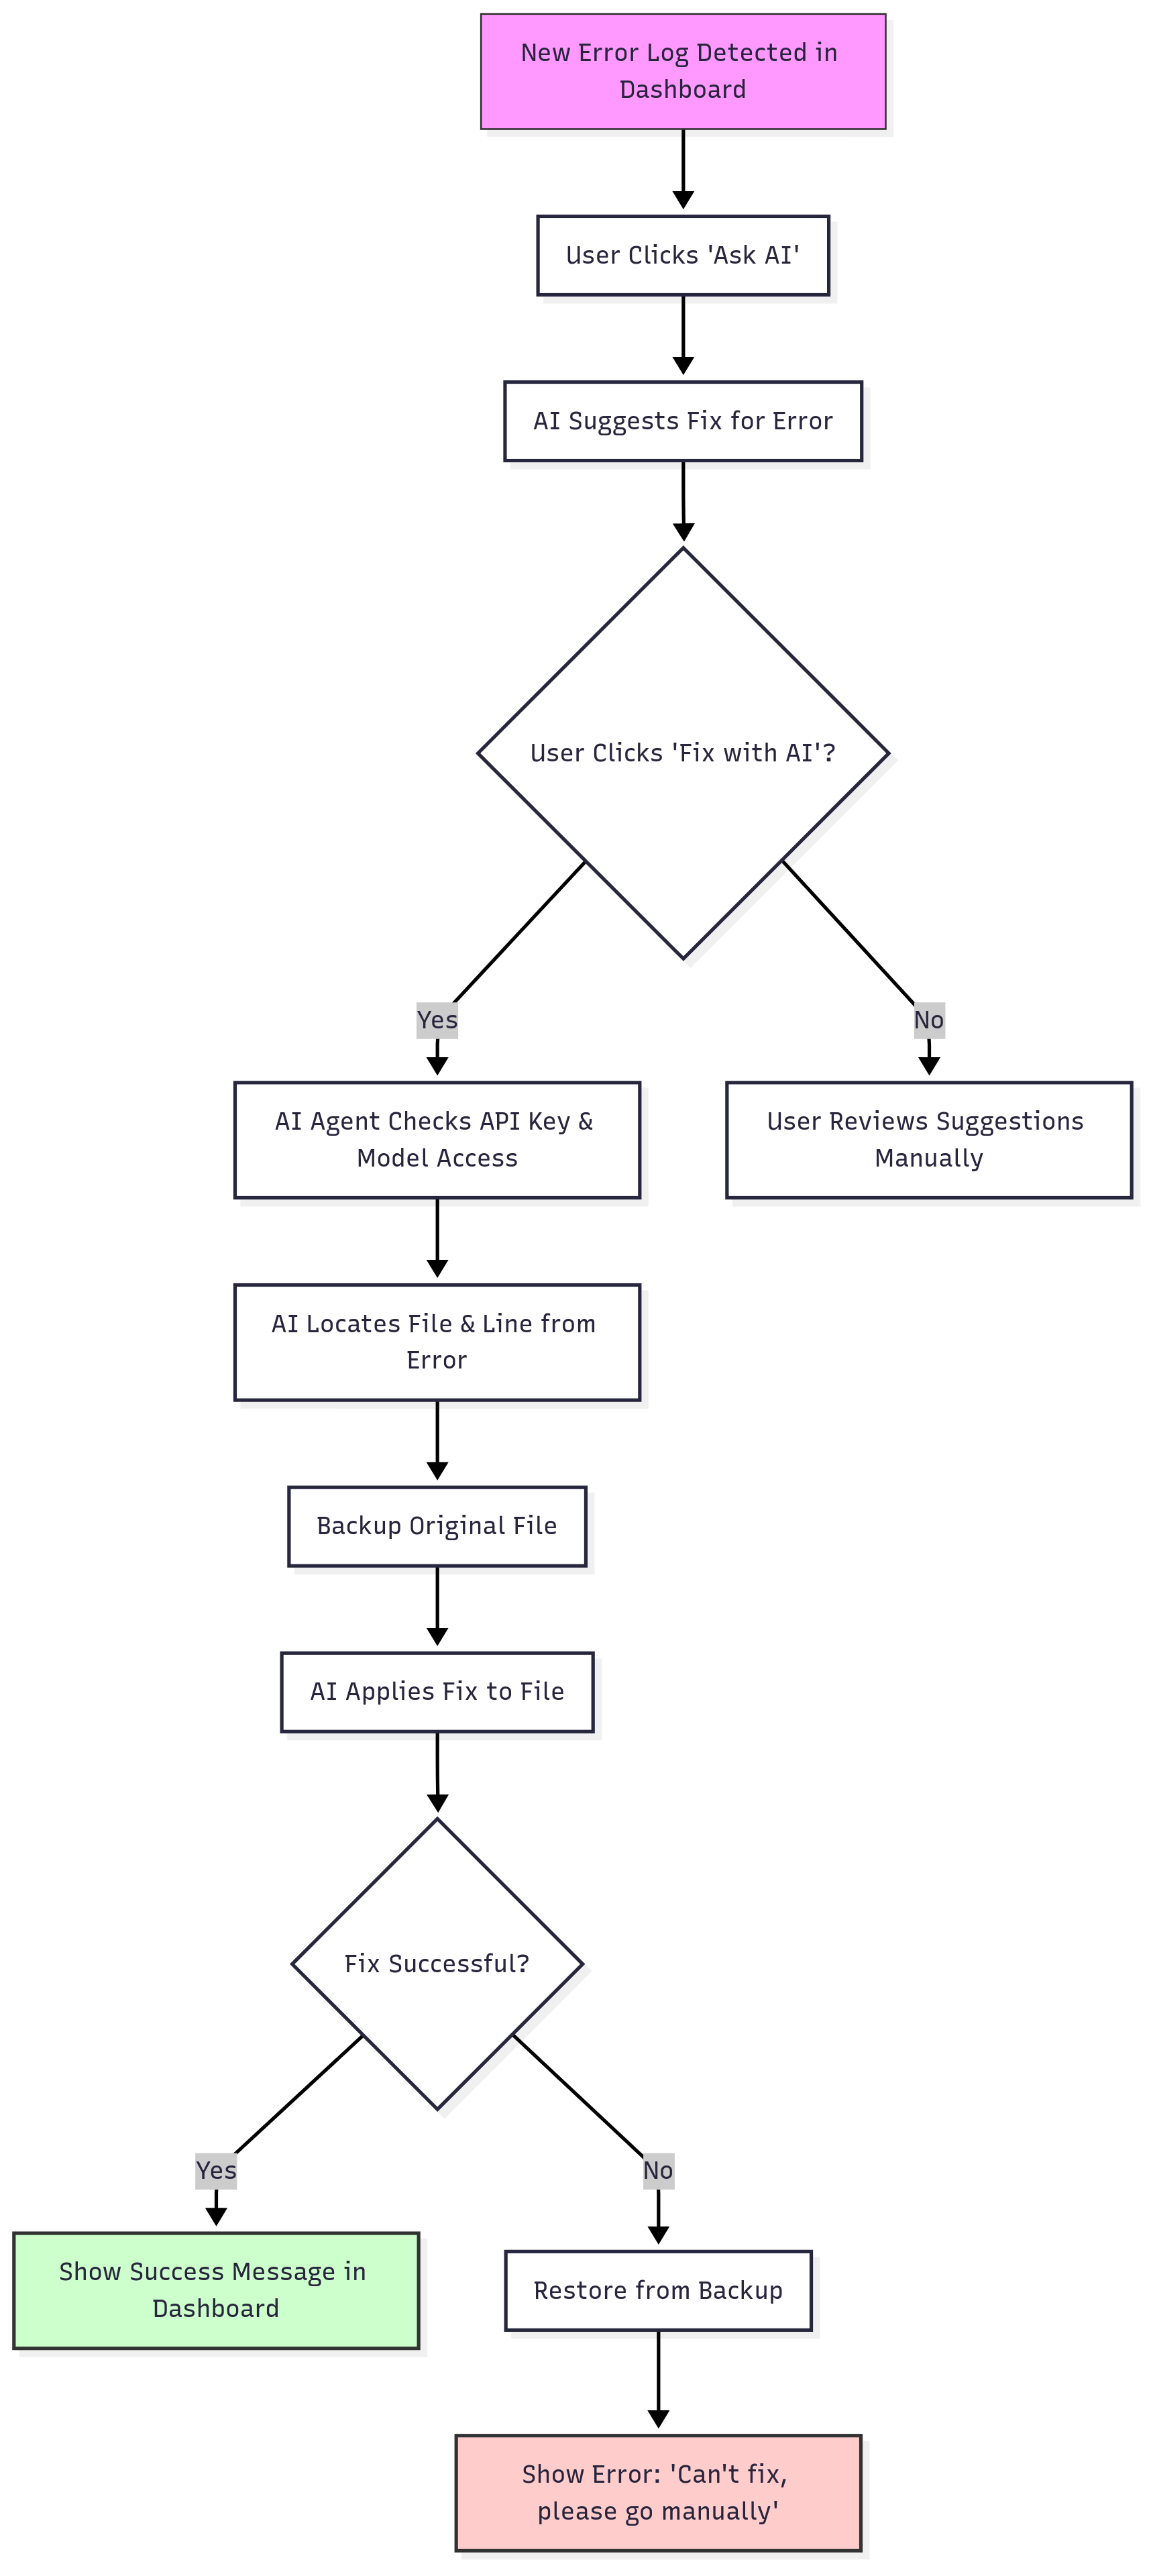 New Error Log Detected in
Dashboard
User Clicks 'Ask AI'
AI Suggests Fix for Error
User Clicks 'Fix with AI'?
Yes
No
AI Agent Checks API Key &
Model Access
User Reviews Suggestions
Manually
AI Locates File & Line from
Error
Backup Original File
AI Applies Fix to File
Fix Successful?
Yes
No
Show Success Message in
Dashboard
Restore from Backup
Show Error: 'Can't fix,
please go manually'